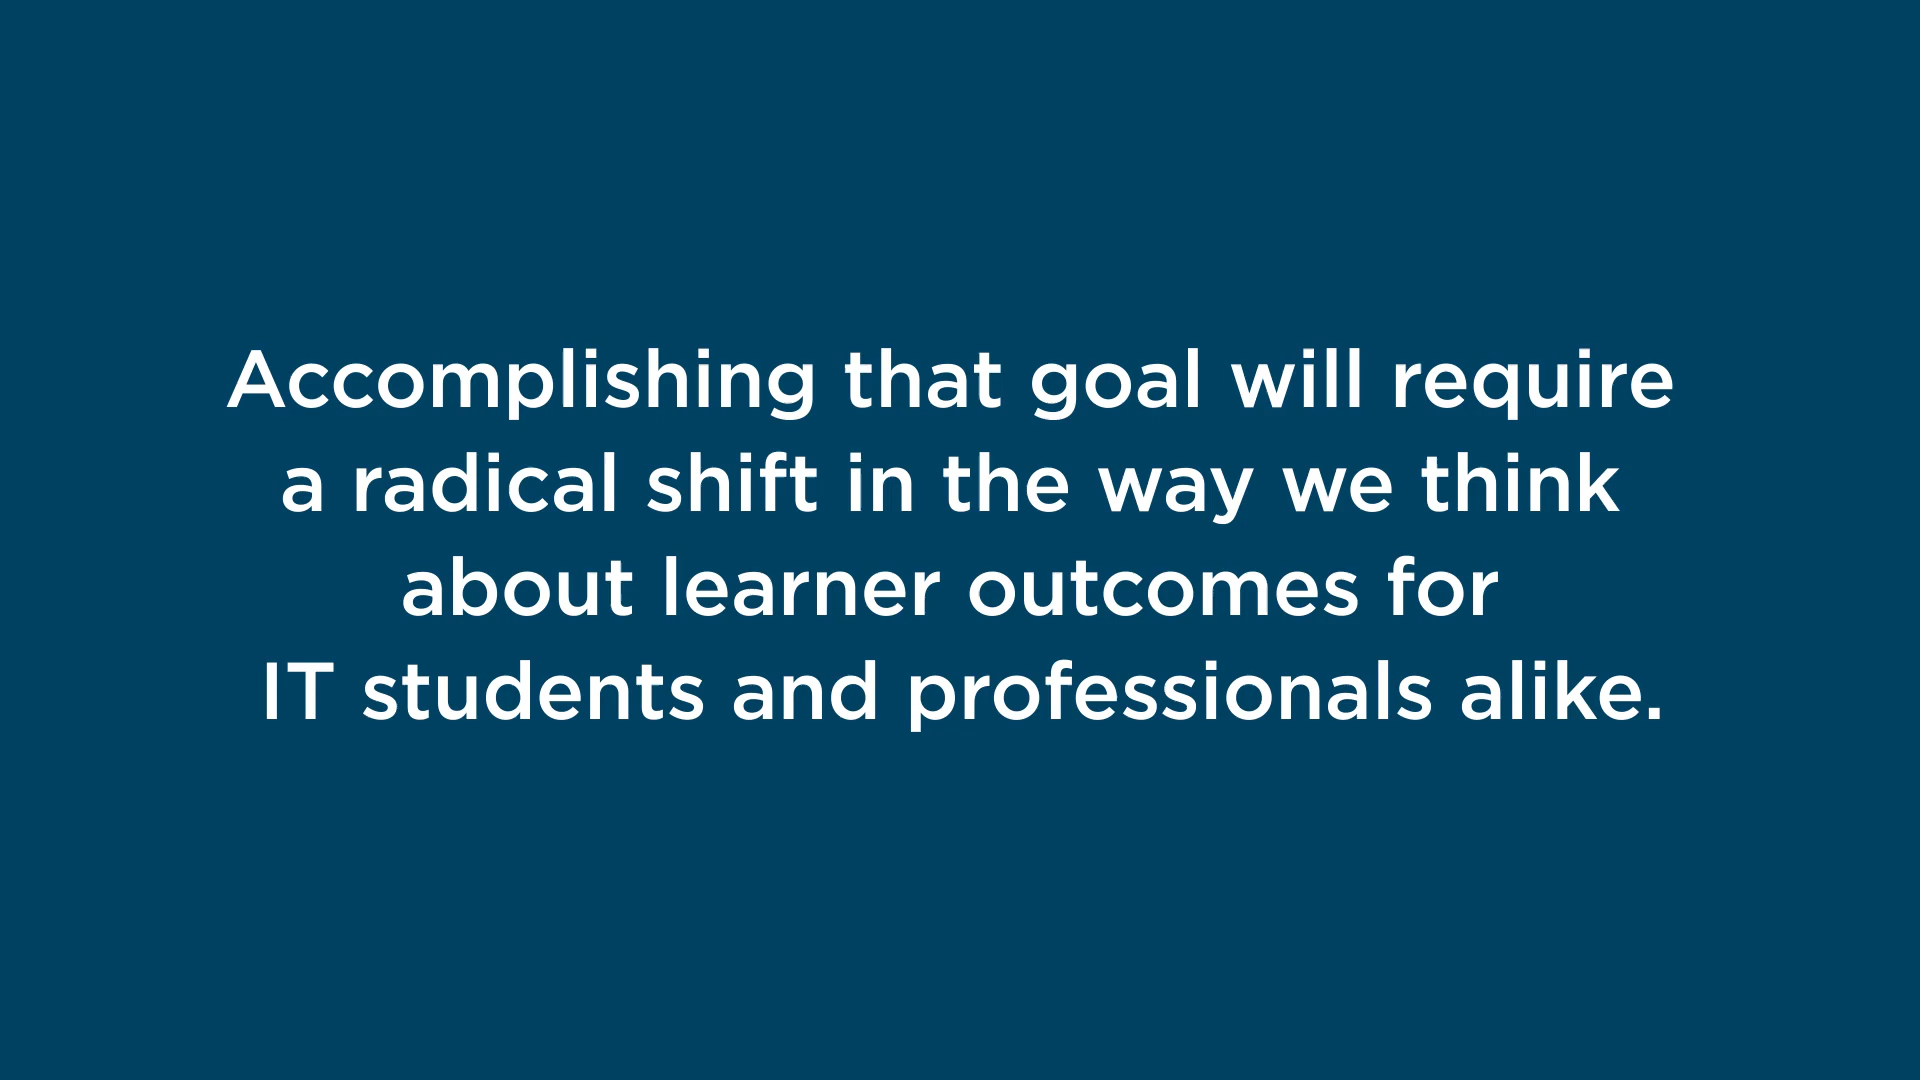 Accomplishing that goal will require
a radical shift in the way we think
about learner outcomes for
IT students and professionals alike.